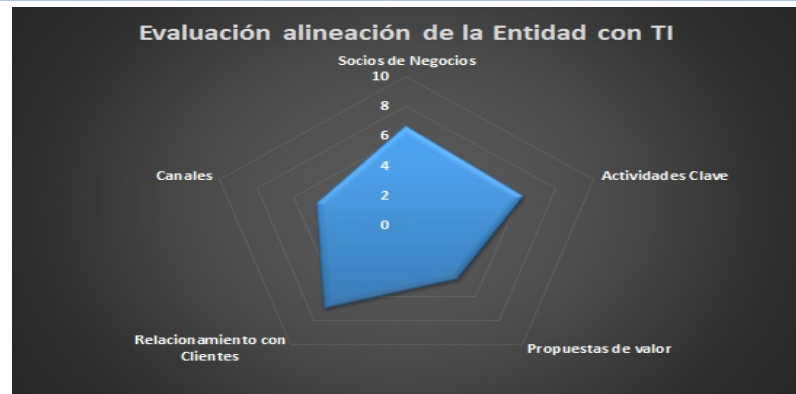 Evaluación alineación de la Entidad con TI
Socios de Negocios
10
8
6
4
2
0
Canales
Actividades Clave
Relacionamiento con
Clientes
Propuestas de valor